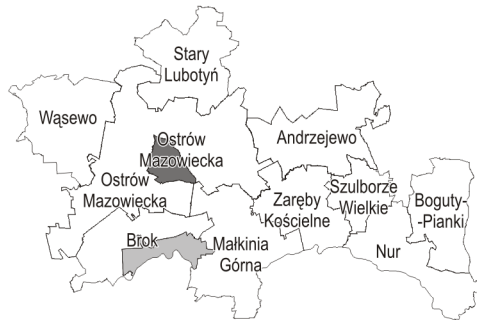 Stary
Lubotyń
Wąsewo
Ostrów
Mazowiecka
Andrzejewo
Ostrów
Mazowiecka
Zaręby
Kościelne
Szulborze
Wielkie
Boguty-
-Pianki
Brok
Małkinia
Górna
Nur